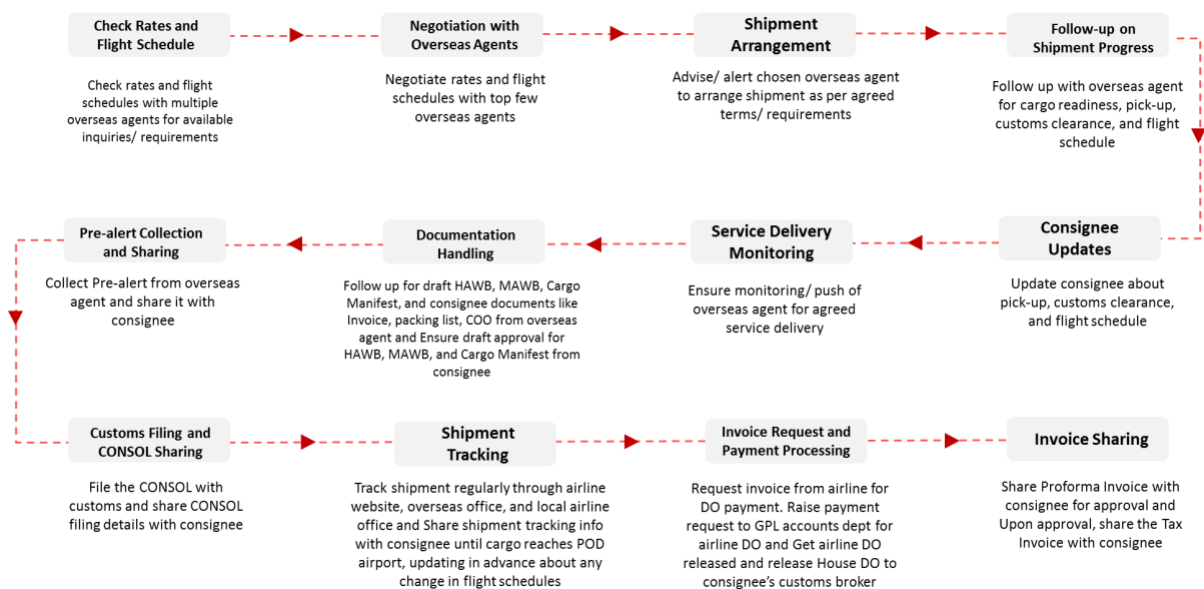 Check Rates and
Flight Schedule
Check rates and flight
schedules with multiple
overseas agents for available
inquiries/ requirements
Negotiation with
Overseas Agents
Negotiate rates and flight
schedules with top few
overseas agents
Shipment
Arrangement
Advise/ alert chosen overseas agent
to arrange shipment as per agreed
terms/ requirements
Follow-up on
Shipment Progress
Follow up with overseas agent
for cargo readiness, pick-up,
customs clearance, and flight
schedule
Consignee
Updates
Update consignee about
pick-up, customs clearance,
and flight schedule
Service Delivery
Monitoring
Ensure monitoring/ push of
overseas agent for agreed
service delivery
Documentation
Handling
Follow up for draft HAWB, MAWB, Cargo
Manifest, and consignee documents like
Invoice, packing list, COO from overseas
agent and Ensure draft approval for
HAWB, MAWB, and Cargo Manifest from
consignee
Pre-alert Collection
and Sharing
Collect Pre-alert from overseas
agent and share it with
consignee
Customs Filing and
CONSOL Sharing
File the CONSOL with
customs and share CONSOL
filing details with consignee
Shipment
Tracking
Track shipment regularly through airline
website, overseas office, and local airline
office and Share shipment tracking info
with consignee until cargo reaches POD
airport, updating in advance about any
change in flight schedules
Invoice Request and
Payment Processing
Request invoice from airline for
DO payment. Raise payment
request to GPL accounts dept for
airline DO and Get airline DO
released and release House DO to
consignee's customs broker
Invoice Sharing
Share Proforma Invoice with
consignee for approval and
Upon approval, share the Tax
Invoice with consignee